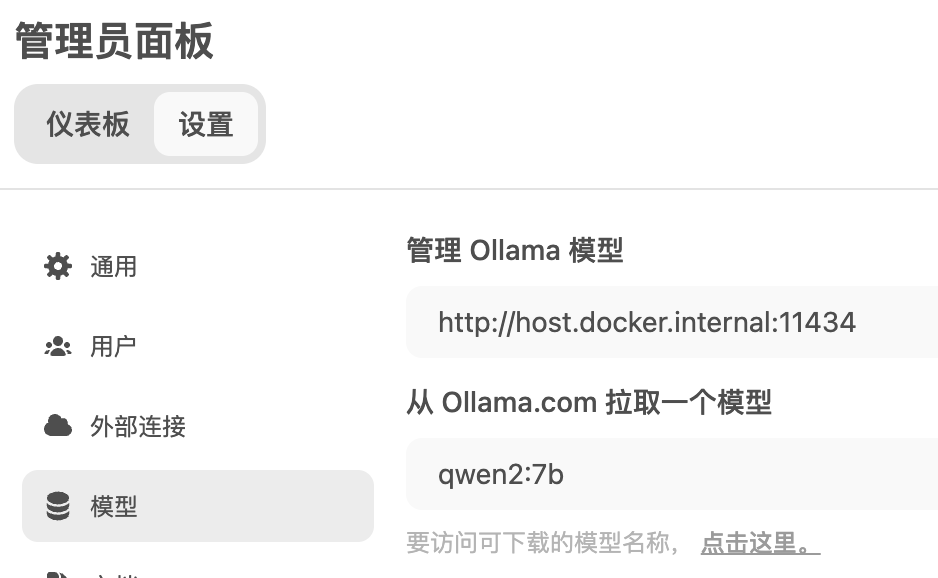 管理员面板
仪表板
设置
通用
用户
外部连接
模型
管理 Ollama 模型
http://host.docker.internal:11434
从 Ollama.com 拉取一个模型
qwen2:7b
要访问可下载的模型名称， 点击这里。